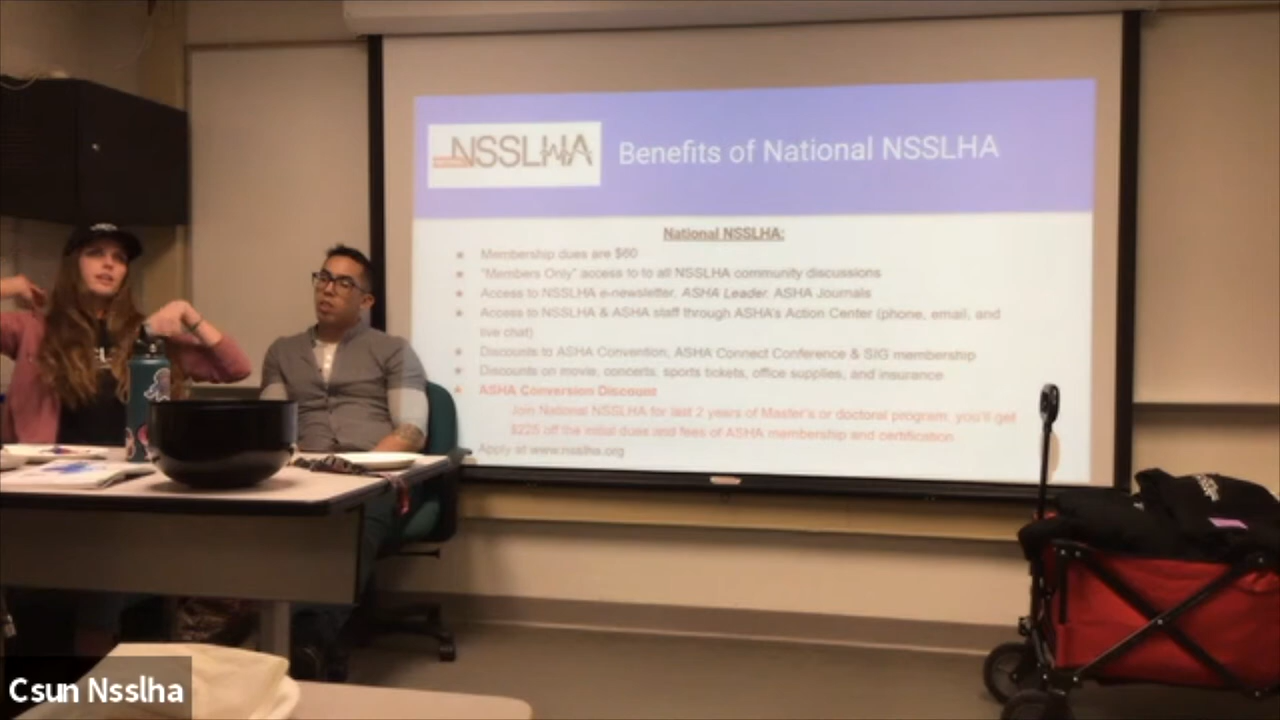 NSSLHA
Benefits of National NSSLHA
National NSSLHA:
Membership dues are $60
"Members Only" access to to all NSSLHA community discussions
Access to NSSLHA e-newsletter, ASHA Leader, ASHA Journals
Access to NSSLHA & ASHA staff through ASHA's Action Center (phone, email, and
live chat)
Discounts to ASHA Convention, ASHA Connect Conference & SIG membership
Discounts on movie, concerts, sports tickets, office supplies, and insurance
ASHA Conversion Discount
Join National NSSLHA for last 2 years of Master's or doctoral program, you'll get
$225 off the initial dues and fees of ASHA membership and certification
Apply at www.nsslha.org
Csun Nsslha